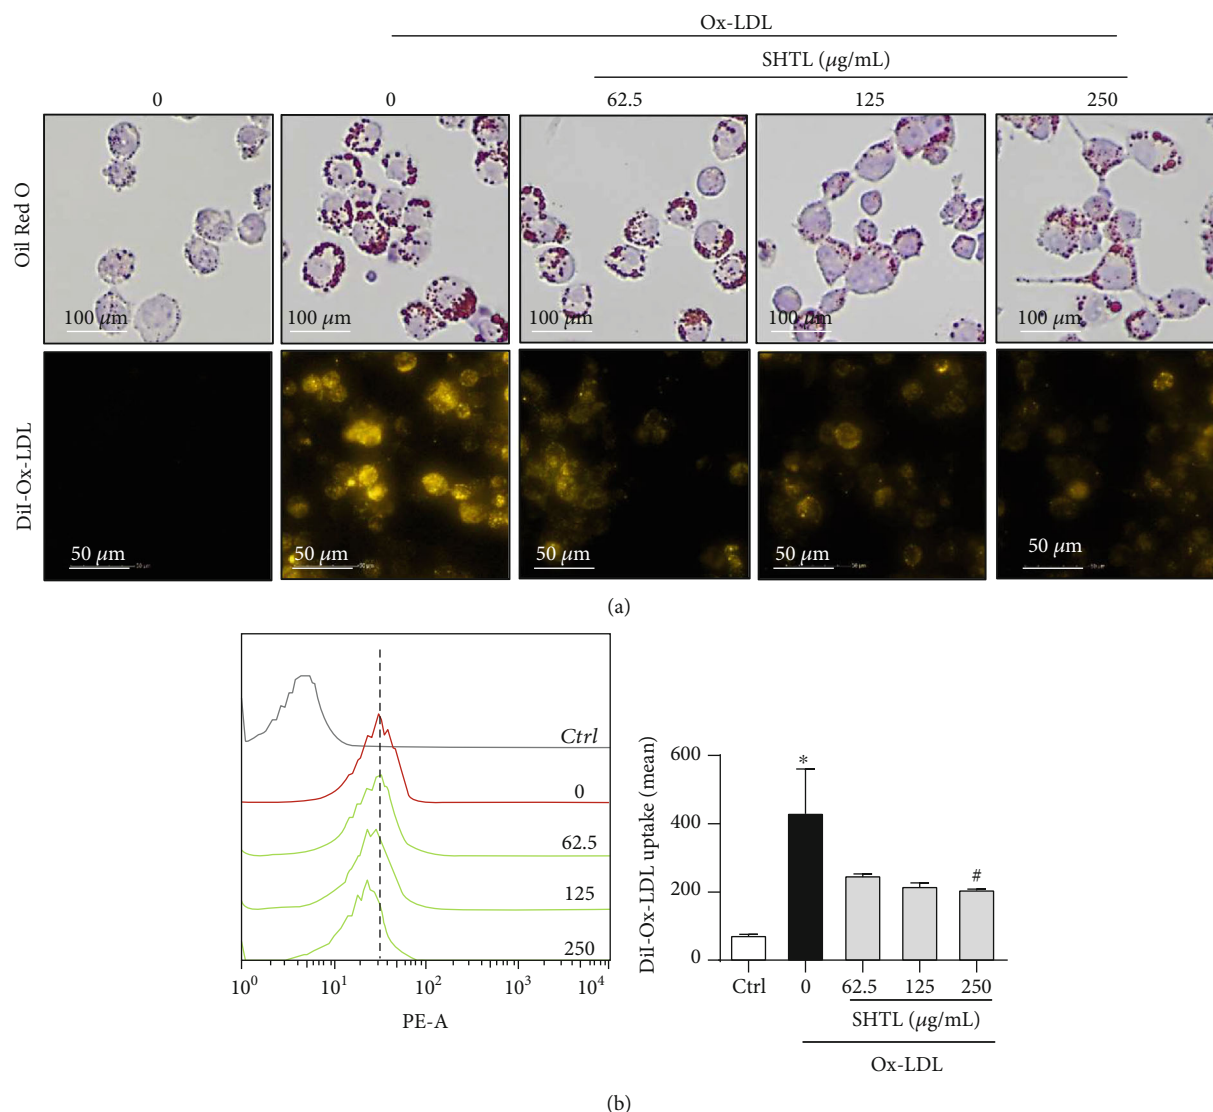 Ox-LDL
SHTL (μg/mL)
0 0 62.5 125 250
Oil Red O
100 μm 100 μm 100 μm 100 μm 100 μm
DiI-Ox-LDL
50 μm 50 μm 50 μm 50 μm 50 μm
(a)
Ctrl
0
62.5
125
250
10⁰ 10¹ 10² 10³ 10⁴
PE-A
DiI-Ox-LDL uptake (mean)
600
400
200
0
*
#
Ctrl 0 62.5 125 250
SHTL (μg/mL)
Ox-LDL
(b)